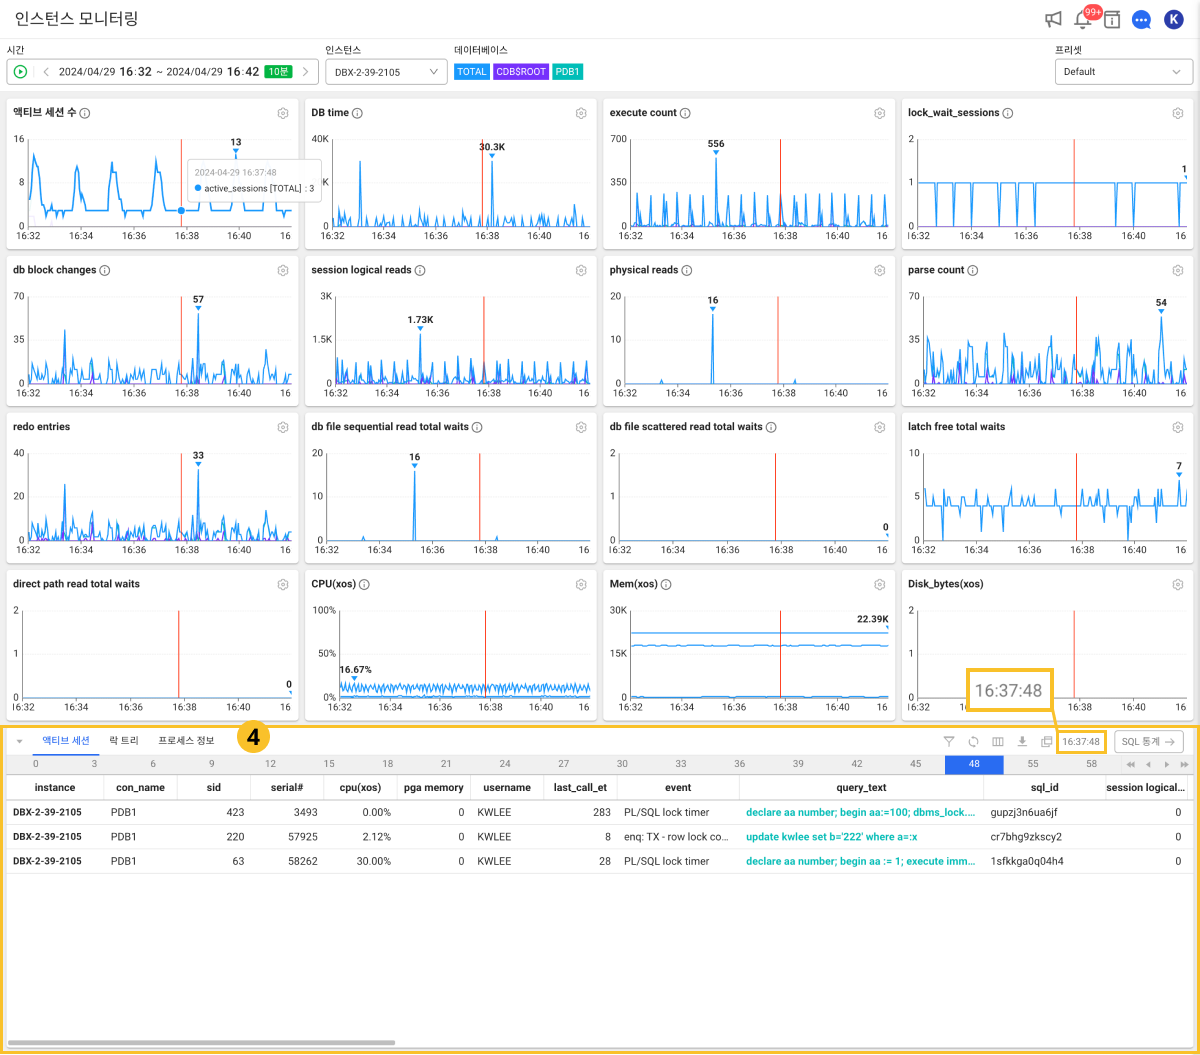 인스턴스 모니터링
99+
K
시간
인스턴스
데이터베이스
프리셋
2024/04/29 16:32 ~ 2024/04/29 16:42 10분
DBX-2-39-2105
TOTAL CDB$ROOT PDB1
Default
액티브 세션 수
16
8
0
13
2024-04-29 16:37:48
active_sessions [TOTAL] : 3
16:32 16:34 16:36 16:38 16:40 16
DB time
40K
K
0
30.3K
16:32 16:34 16:36 16:38 16:40 16
execute count
700
350
0
556
16:32 16:34 16:36 16:38 16:40 16
lock_wait_sessions
2
1
0
1
16:32 16:34 16:36 16:38 16:40 16
db block changes
70
35
0
57
16:32 16:34 16:36 16:38 16:40 16
session logical reads
3K
1.5K
0
1.73K
16:32 16:34 16:36 16:38 16:40 16
physical reads
20
10
0
16
16:32 16:34 16:36 16:38 16:40 16
parse count
70
35
0
54
16:32 16:34 16:36 16:38 16:40 16
redo entries
40
20
0
33
16:32 16:34 16:36 16:38 16:40 16
db file sequential read total waits
20
10
0
16
16:32 16:34 16:36 16:38 16:40 16
db file scattered read total waits
2
1
0
0
16:32 16:34 16:36 16:38 16:40 16
latch free total waits
10
5
0
7
16:32 16:34 16:36 16:38 16:40 16
direct path read total waits
2
1
0
0
16:32 16:34 16:36 16:38 16:40 16
CPU(xos)
100%
50%
0%
16.67%
16:32 16:34 16:36 16:38 16:40 16
Mem(xos)
30K
15K
0
22.39K
16:32 16:34 16:36 16:38 16:40 16
Disk_bytes(xos)
2
1
0
16:32 16:34 16:36 16:38 16:40 16
16:37:48
액티브 세션 락 트리 프로세스 정보 4 16:37:48 SQL 통계
0 3 6 9 12 15 18 21 24 27 30 33 36 39 42 45 48 55 58
instance con_name sid serial# cpu(xos) pga memory username last_call_et event query_text sql_id session logical...
DBX-2-39-2105 PDB1 423 3493 0.00% 0 KWLEE 283 PL/SQL lock timer declare aa number; begin aa:=100; dbms_lock.... gupzj3n6ua6jf 0
DBX-2-39-2105 PDB1 220 57925 2.12% 0 KWLEE 8 enq: TX - row lock co... update kwlee set b='222' where a=:x cr7bhg9zkscy2 0
DBX-2-39-2105 PDB1 63 58262 30.00% 0 KWLEE 28 PL/SQL lock timer declare aa number; begin aa := 1; execute imm... 1sfkkga0q04h4 0